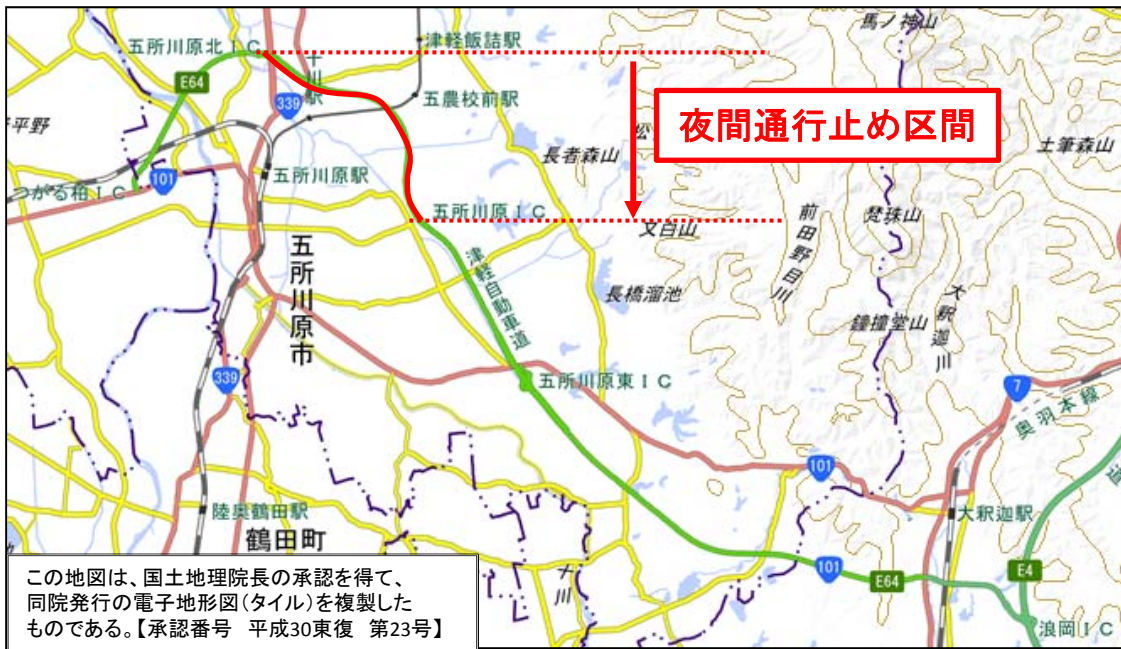 馬ノ神山
五所川原北IC
津軽飯詰駅
十川駅
E64
339
五農校前駅
夜間通行止め区間
平野
松
長者森山
土筆森山
つがる柏IC
101
五所川原駅
五所川原IC
又白山
前田野目川
梵珠山
五所川原市
津軽自動車道
長橋溜池
鐘撞堂山
大釈迦川
339
五所川原東IC
7
奥羽本線
101
陸奥鶴田駅
大釈迦駅
鶴田町
十川
101
E64
E4
浪岡IC
この地図は、国土地理院長の承認を得て、
同院発行の電子地形図(タイル)を複製した
ものである。【承認番号 平成30東復 第23号】